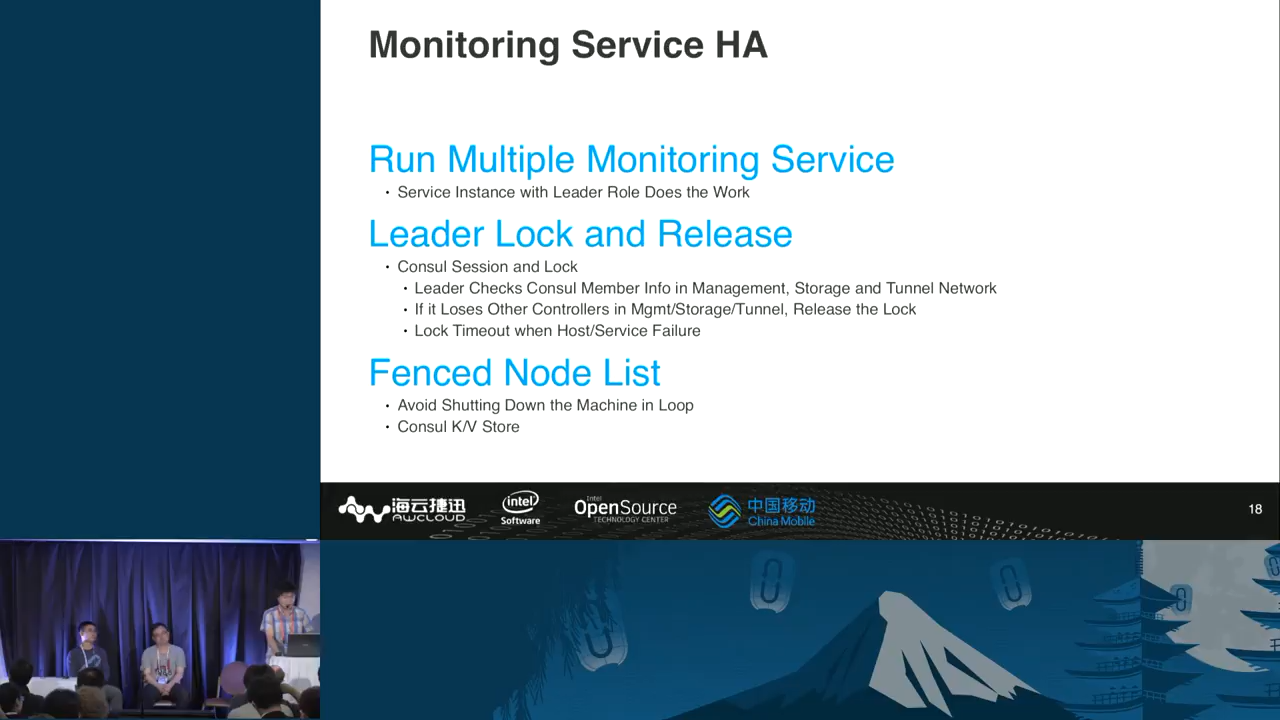 Monitoring Service HA
Run Multiple Monitoring Service
• Service Instance with Leader Role Does the Work
Leader Lock and Release
• Consul Session and Lock
• Leader Checks Consul Member Info in Management, Storage and Tunnel Network
• If it Loses Other Controllers in Mgmt/Storage/Tunnel, Release the Lock
• Lock Timeout when Host/Service Failure
Fenced Node List
• Avoid Shutting Down the Machine in Loop
• Consul K/V Store
海云捷迅
AWCLOUD
intel
Software
Intel
OpenSource
TECHNOLOGY CENTER
中国移动
China Mobile
18